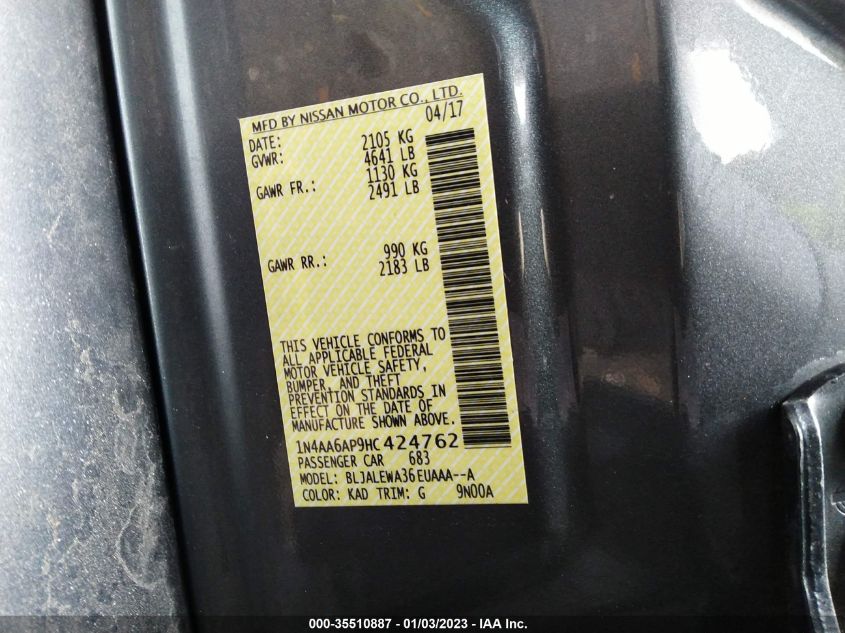 MFD BY NISSAN MOTOR CO., LTD.
DATE: 04/17
GVWR: 2105 KG
4641 LB
GAWR FR.: 1130 KG
2491 LB
GAWR RR.: 990 KG
2183 LB
THIS VEHICLE CONFORMS TO
ALL APPLICABLE FEDERAL
MOTOR VEHICLE SAFETY,
BUMPER, AND THEFT
PREVENTION STANDARDS IN
EFFECT ON THE DATE OF
MANUFACTURE SHOWN ABOVE.
1N4AA6AP9HC424762
PASSENGER CAR 683
MODEL: BLJALEWA36EUAAA--A
COLOR: KAD TRIM: G 9N00A
000-35510887 - 01/03/2023 - IAA Inc.